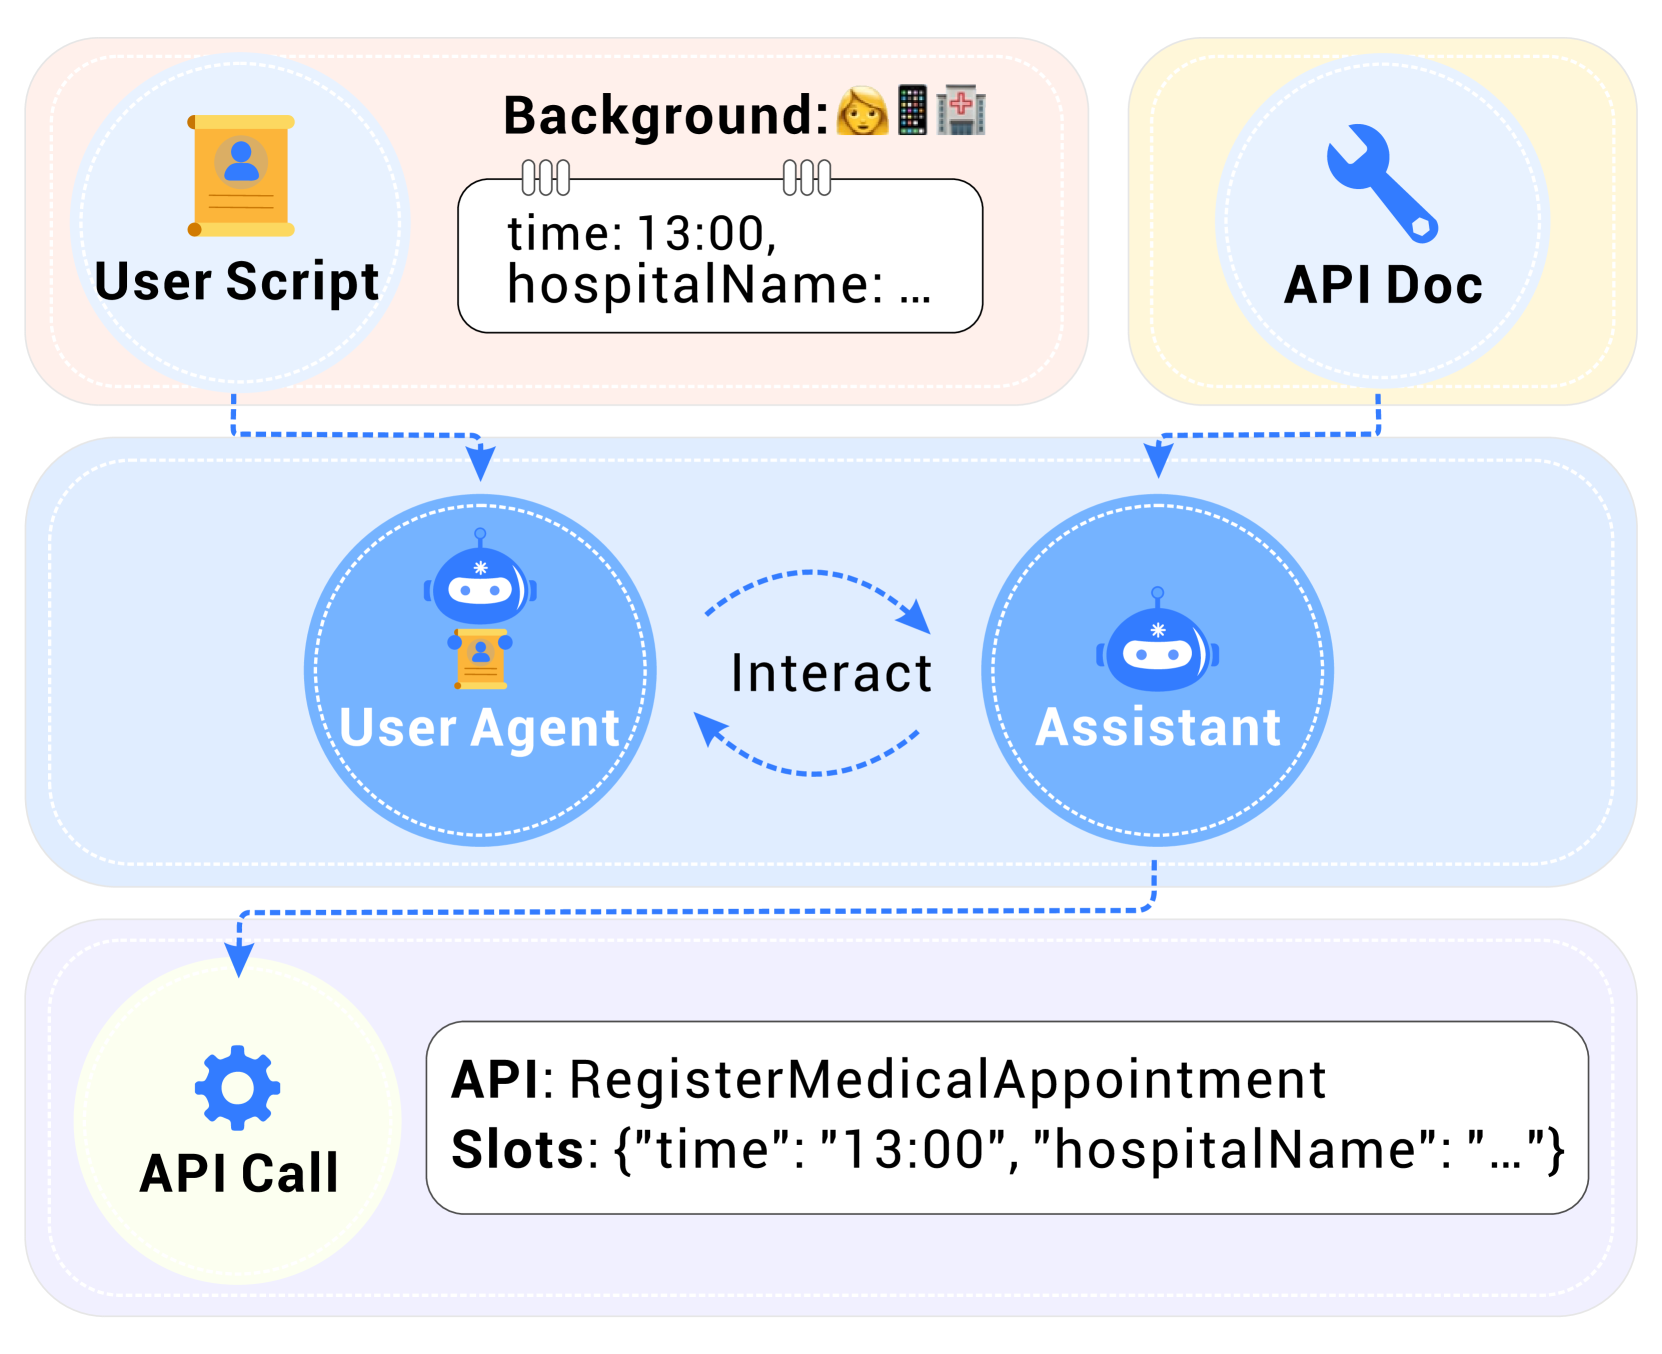 Background:
time: 13:00,
hospitalName: ...
User Script
API Doc
Interact
User Agent
Assistant
API: RegisterMedicalAppointment
Slots: {"time": "13:00", "hospitalName": "..."}
API Call